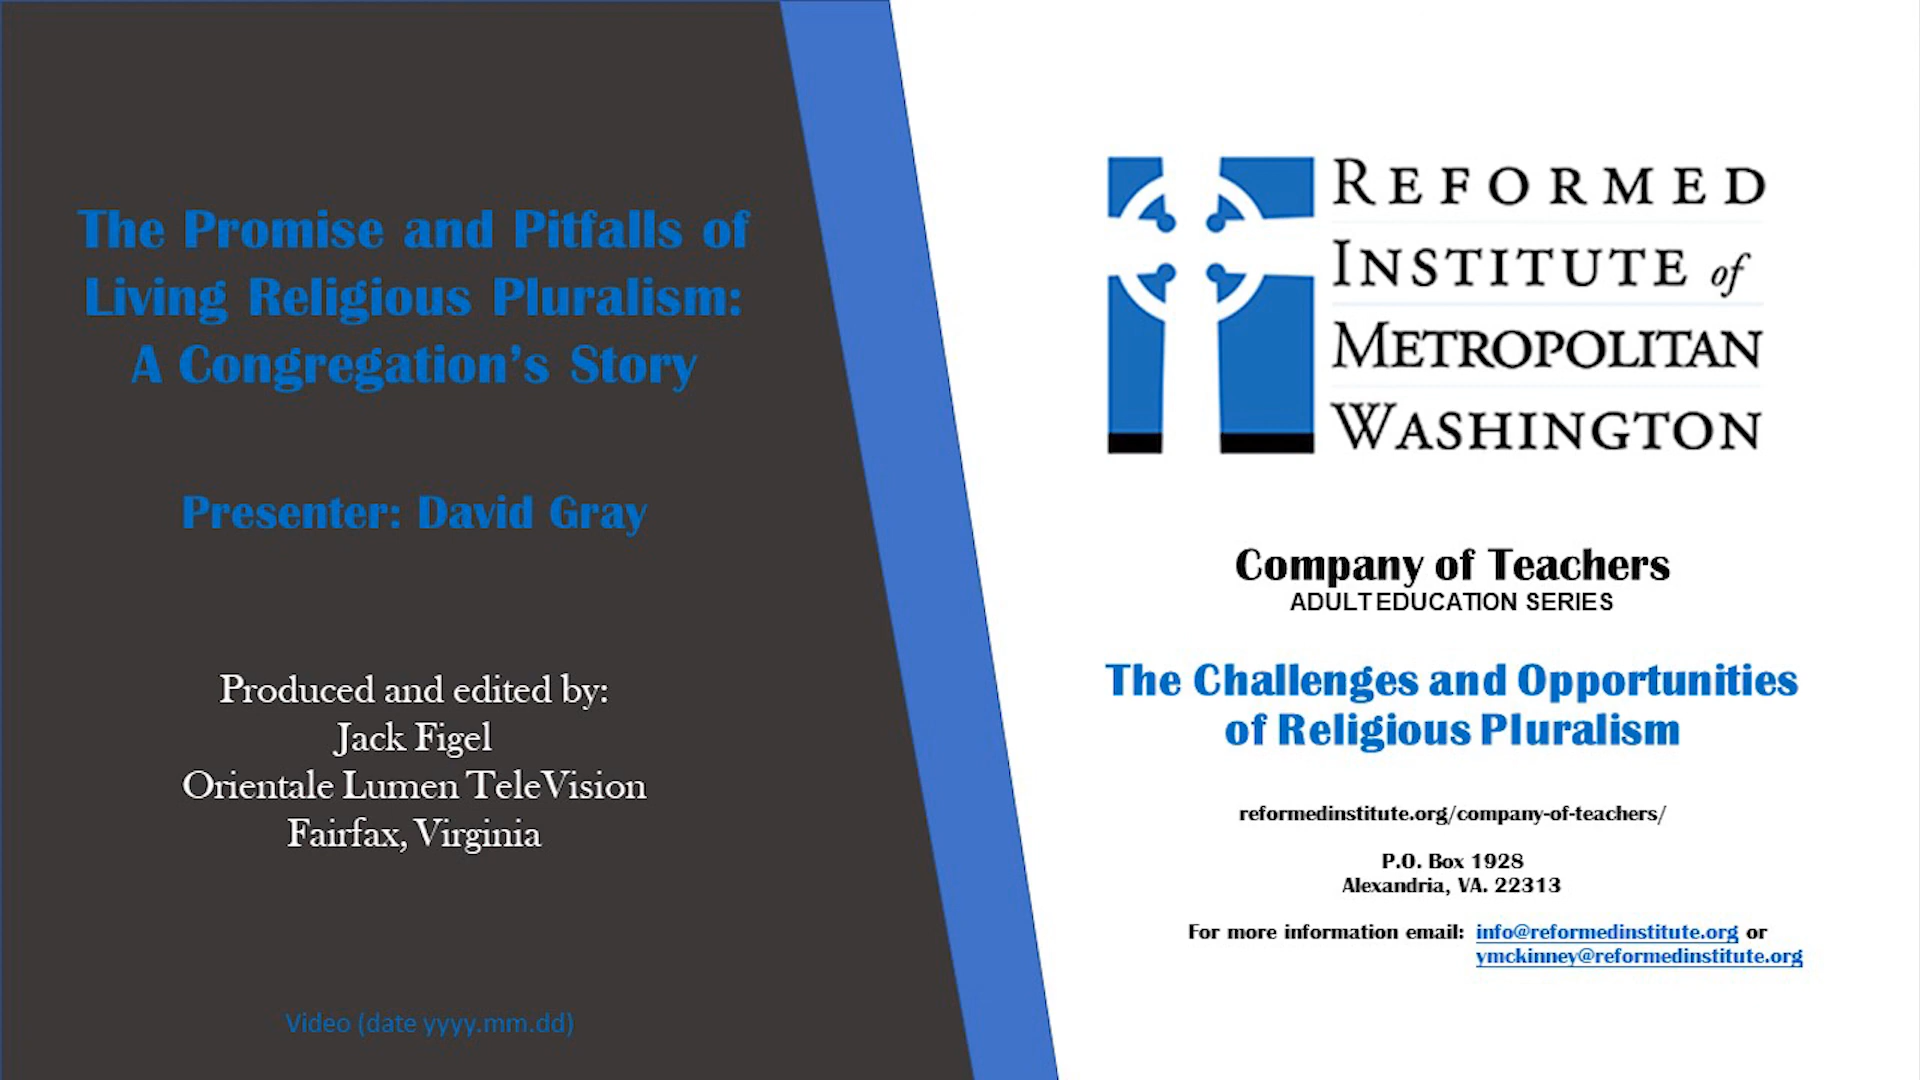 The Promise and Pitfalls of
Living Religious Pluralism:
A Congregation’s Story
Presenter: David Gray
Produced and edited by:
Jack Figel
Orientale Lumen TeleVision
Fairfax, Virginia
Video (date yyyy.mm.dd)
REFORMED
INSTITUTE of
METROPOLITAN
WASHINGTON
Company of Teachers
ADULT EDUCATION SERIES
The Challenges and Opportunities
of Religious Pluralism
reformedinstitute.org/company-of-teachers/
P.O. Box 1928
Alexandria, VA. 22313
For more information email: info@reformedinstitute.org or
ymckinney@reformedinstitute.org